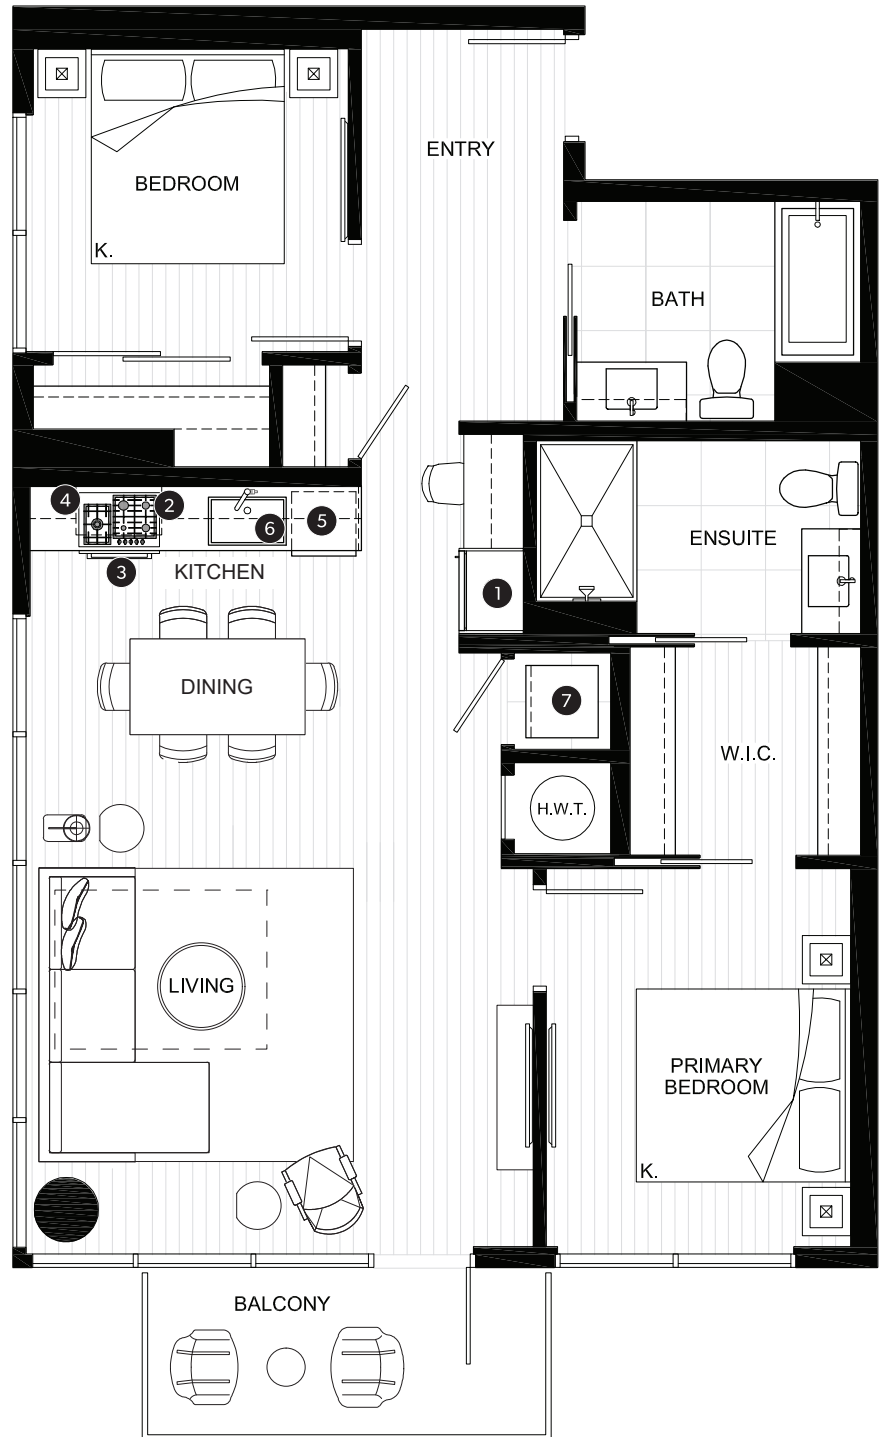 ENTRY
BEDROOM
K.
BATH
4
2
6
5
ENSUITE
3
KITCHEN
1
DINING
7
W.I.C.
H.W.T.
LIVING
PRIMARY
BEDROOM
K.
BALCONY